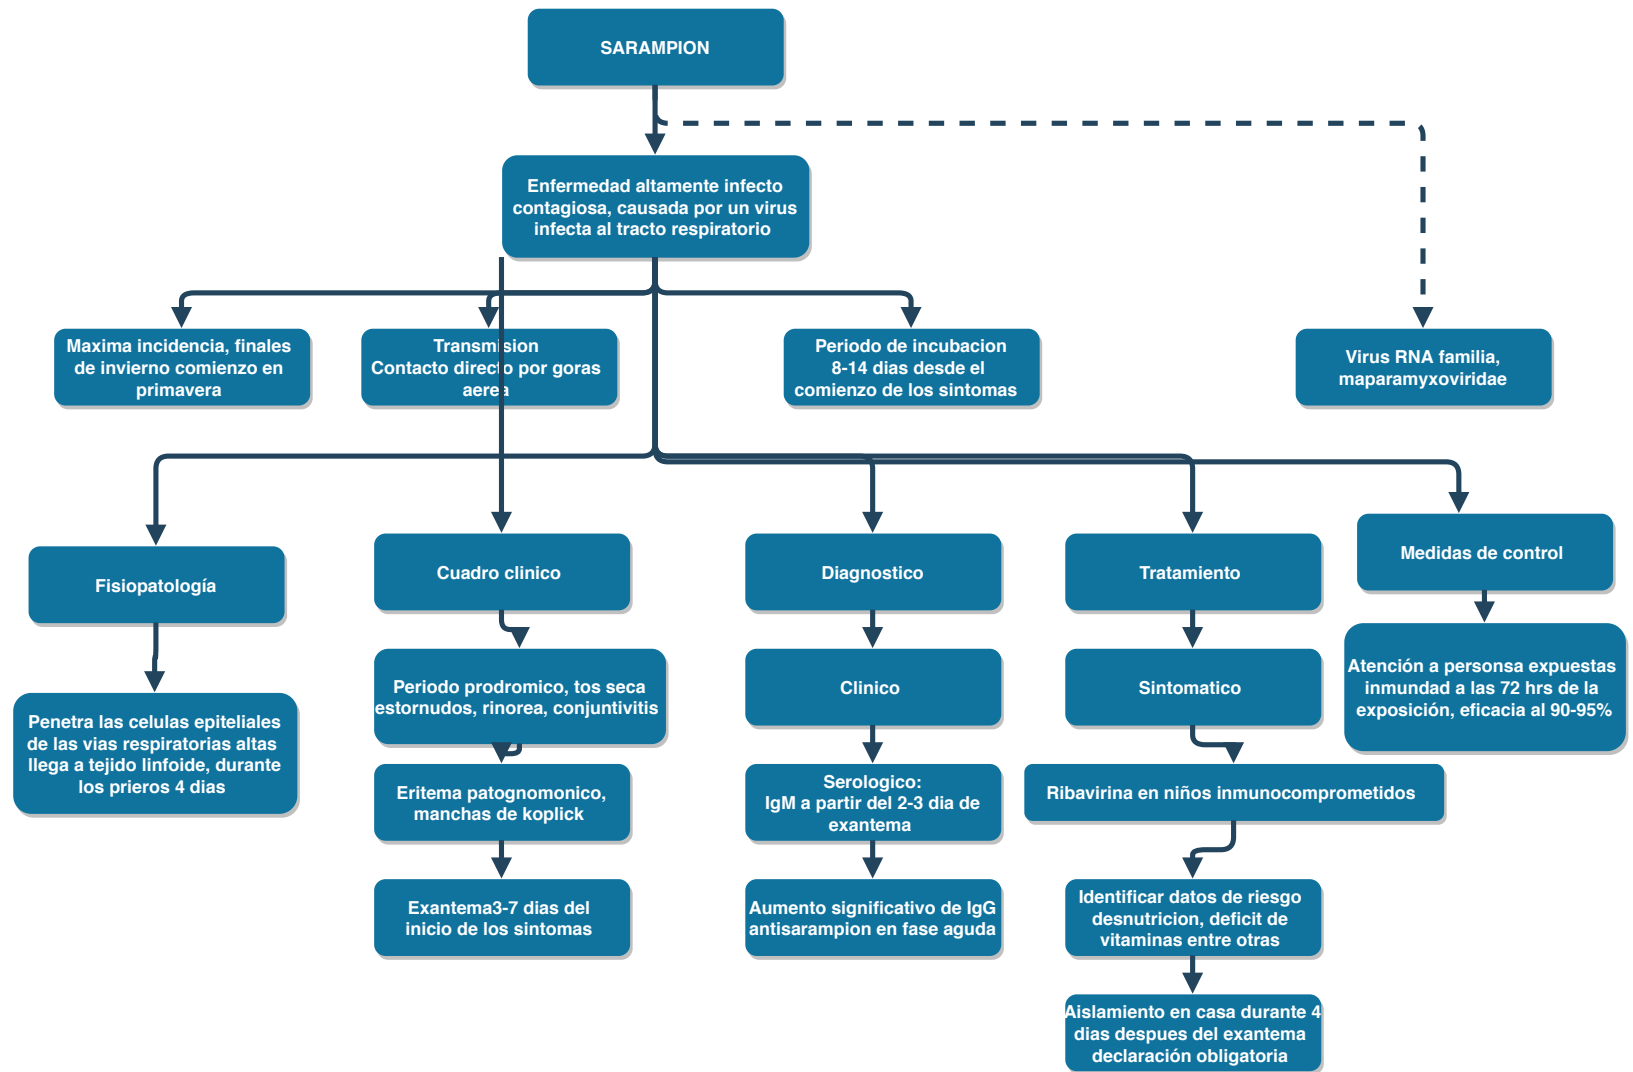 SARAMPION
Enfermedad altamente infecto
contagiosa, causada por un virus
infecta al tracto respiratorio
Maxima incidencia, finales
de invierno comienzo en
primavera
Transmision
Contacto directo por goras
aerea
Periodo de incubacion
8-14 dias desde el
comienzo de los sintomas
Virus RNA familia,
maparamyxoviridae
Fisiopatología
Penetra las celulas epiteliales
de las vias respiratorias altas
llega a tejido linfoide, durante
los prieros 4 dias
Cuadro clinico
Periodo prodromico, tos seca
estornudos, rinorea, conjuntivitis
Eritema patognomonico,
manchas de koplick
Exantema3-7 dias del
inicio de los sintomas
Diagnostico
Clinico
Serologico:
IgM a partir del 2-3 dia de
exantema
Aumento significativo de IgG
antisarampion en fase aguda
Tratamiento
Sintomatico
Ribavirina en niños inmunocomprometidos
Identificar datos de riesgo
desnutricion, deficit de
vitaminas entre otras
Aislamiento en casa durante 4
dias despues del exantema
declaración obligatoria
Medidas de control
Atención a personsa expuestas
inmundad a las 72 hrs de la
exposición, eficacia al 90-95%